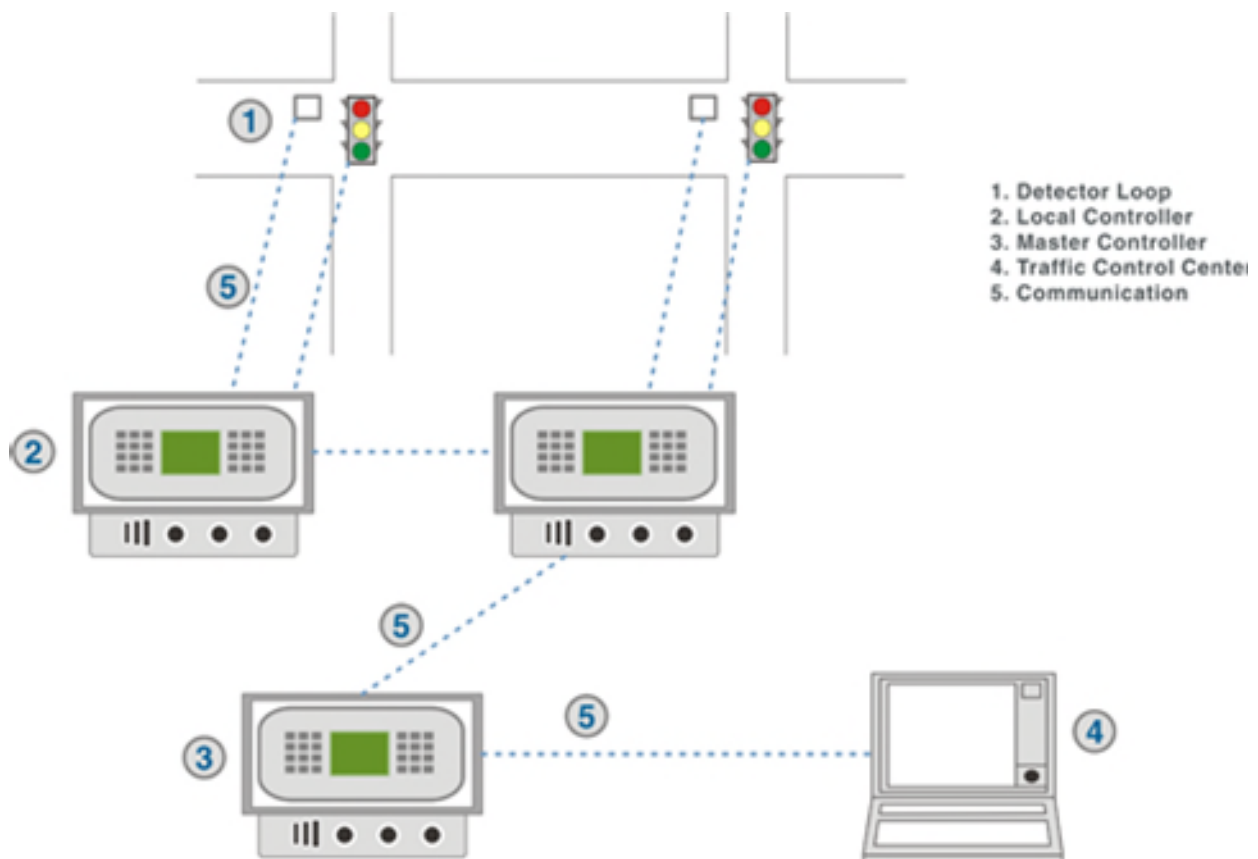 1
1. Detector Loop
2. Local Controller
3. Master Controller
4. Traffic Control Center
5. Communication
5
2
5
5
3
4